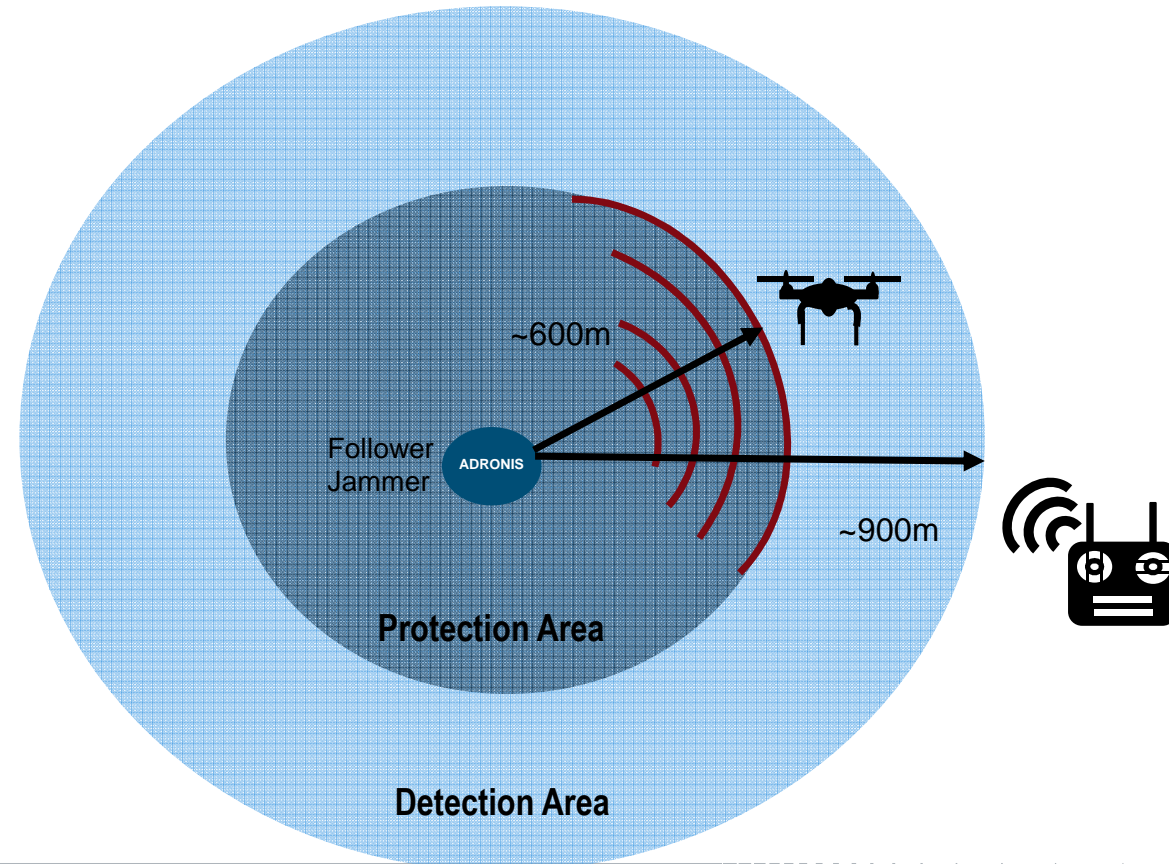 ~600m
Follower
Jammer
ADRONIS
~900m
Protection Area
Detection Area